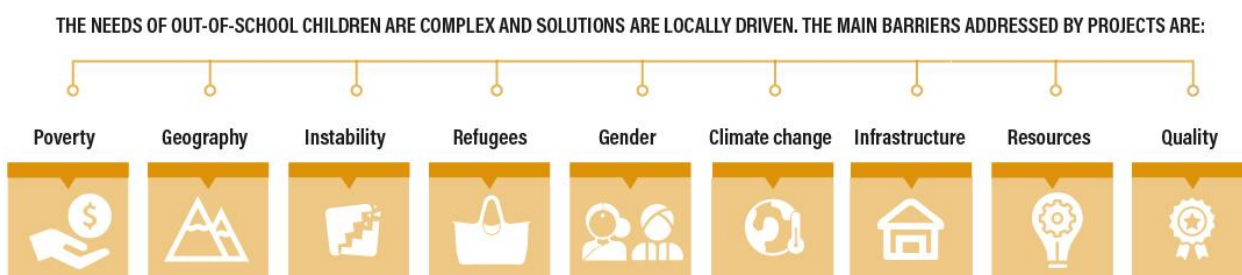 THE NEEDS OF OUT-OF-SCHOOL CHILDREN ARE COMPLEX AND SOLUTIONS ARE LOCALLY DRIVEN. THE MAIN BARRIERS ADDRESSED BY PROJECTS ARE:
Poverty
Geography
Instability
Refugees
Gender
Climate change
Infrastructure
Resources
Quality
$